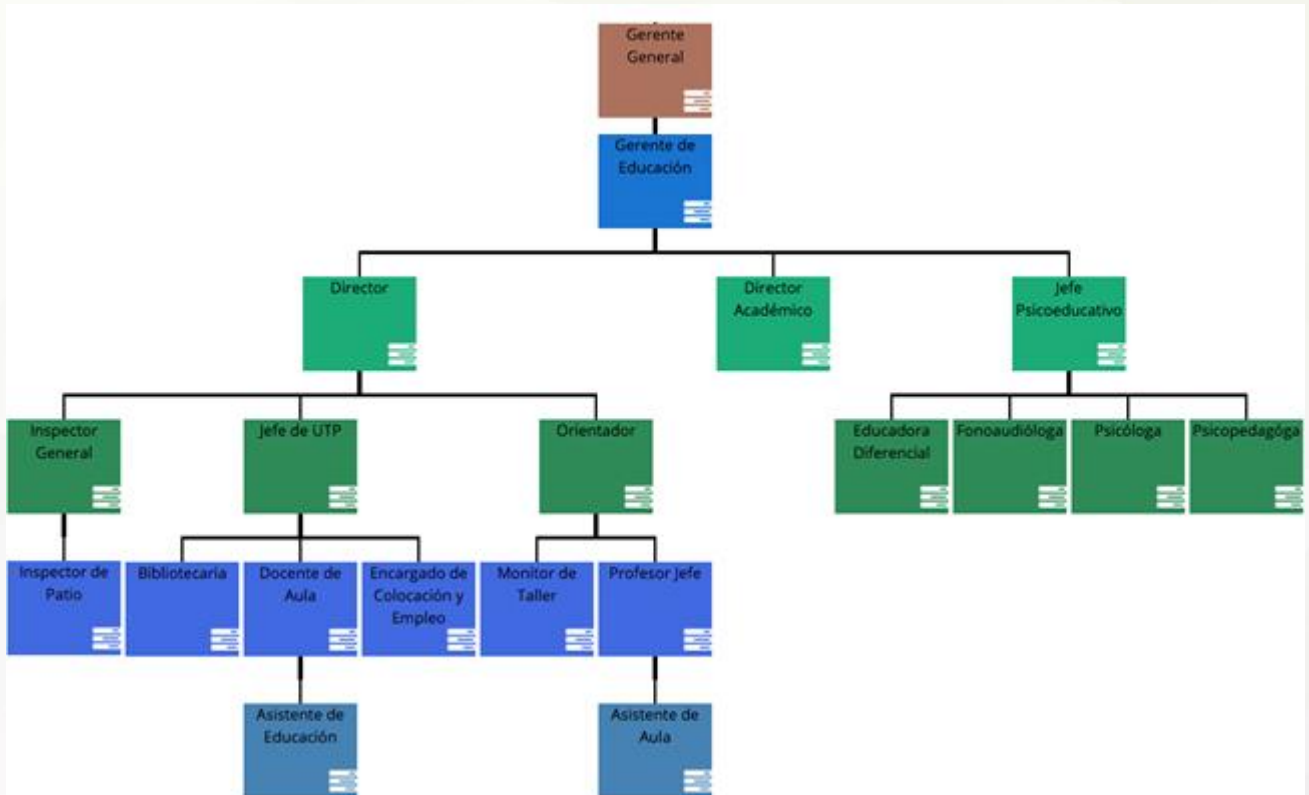 Gerente
General
Gerente de
Educación
Director
Director
Académico
Jefe
Psicoeducativo
Inspector
General
Jefe de UTP
Orientador
Educadora
Diferencial
Fonoaudióloga
Psicóloga
Psicopedagóga
Inspector de
Patio
Bibliotecaria
Docente de
Aula
Encargado de
Colocación y
Empleo
Monitor de
Taller
Profesor Jefe
Asistente de
Educación
Asistente de
Aula